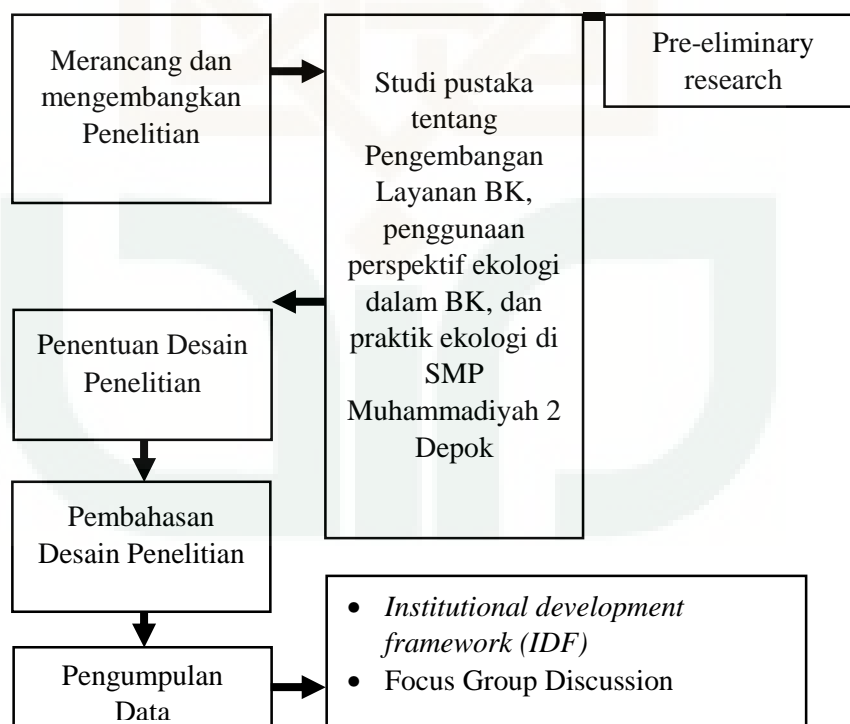 Merancang dan
mengembangkan
Penelitian
Studi pustaka
tentang
Pengembangan
Layanan BK,
penggunaan
perspektif ekologi
dalam BK, dan
praktik ekologi di
SMP
Muhammadiyah 2
Depok
Pre-eliminary
research
Penentuan Desain
Penelitian
Pembahasan
Desain Penelitian
Pengumpulan
Data
• Institutional development
framework (IDF)
• Focus Group Discussion